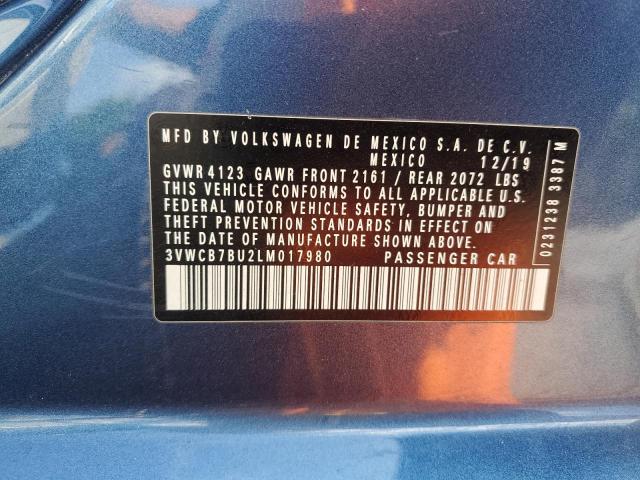 MFD BY VOLKSWAGEN DE MEXICO S.A. DE C.V.
MEXICO 12/19
GVWR 4123 GAWR FRONT 2161 / REAR 2072 LBS
THIS VEHICLE CONFORMS TO ALL APPLICABLE U.S.
FEDERAL MOTOR VEHICLE SAFETY, BUMPER AND
THEFT PREVENTION STANDARDS IN EFFECT ON THE
DATE OF MANUFACTURE SHOWN ABOVE.
3VWCB7BU2LM017980 PASSENGER CAR
0231238 3387 M